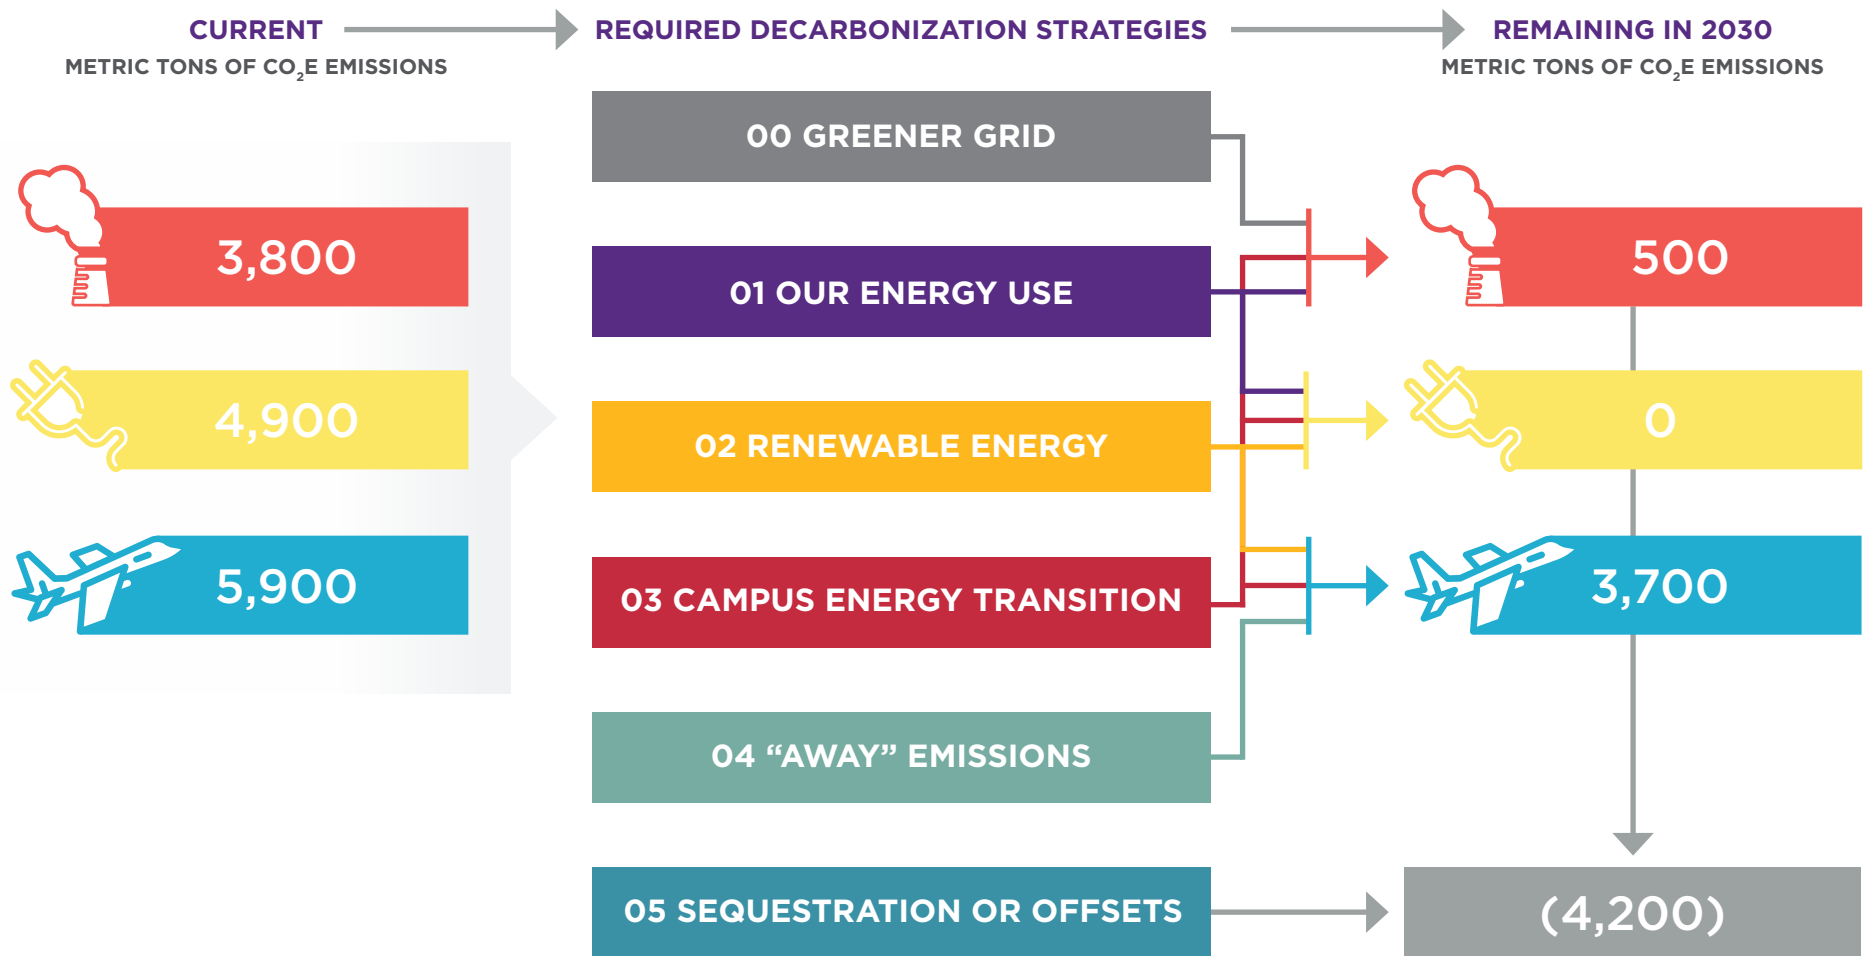 CURRENT
METRIC TONS OF CO₂E EMISSIONS
REQUIRED DECARBONIZATION STRATEGIES
REMAINING IN 2030
METRIC TONS OF CO₂E EMISSIONS
3,800
4,900
5,900
00 GREENER GRID
01 OUR ENERGY USE
02 RENEWABLE ENERGY
03 CAMPUS ENERGY TRANSITION
04 “AWAY” EMISSIONS
05 SEQUESTRATION OR OFFSETS
500
0
3,700
(4,200)